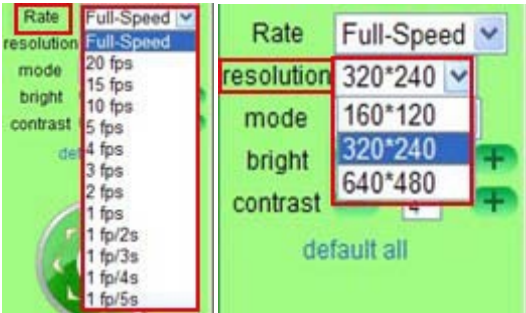 Rate Full-Speed
resolution Full-Speed
mode 20 fps
15 fps
bright 10 fps
contrast 5 fps
4 fps
3 fps
2 fps
1 fps
1 fp/2s
1 fp/3s
1 fp/4s
1 fp/5s
Rate Full-Speed
resolution 320*240
mode 160*120
bright 320*240 +
640*480
contrast 4 +
default all